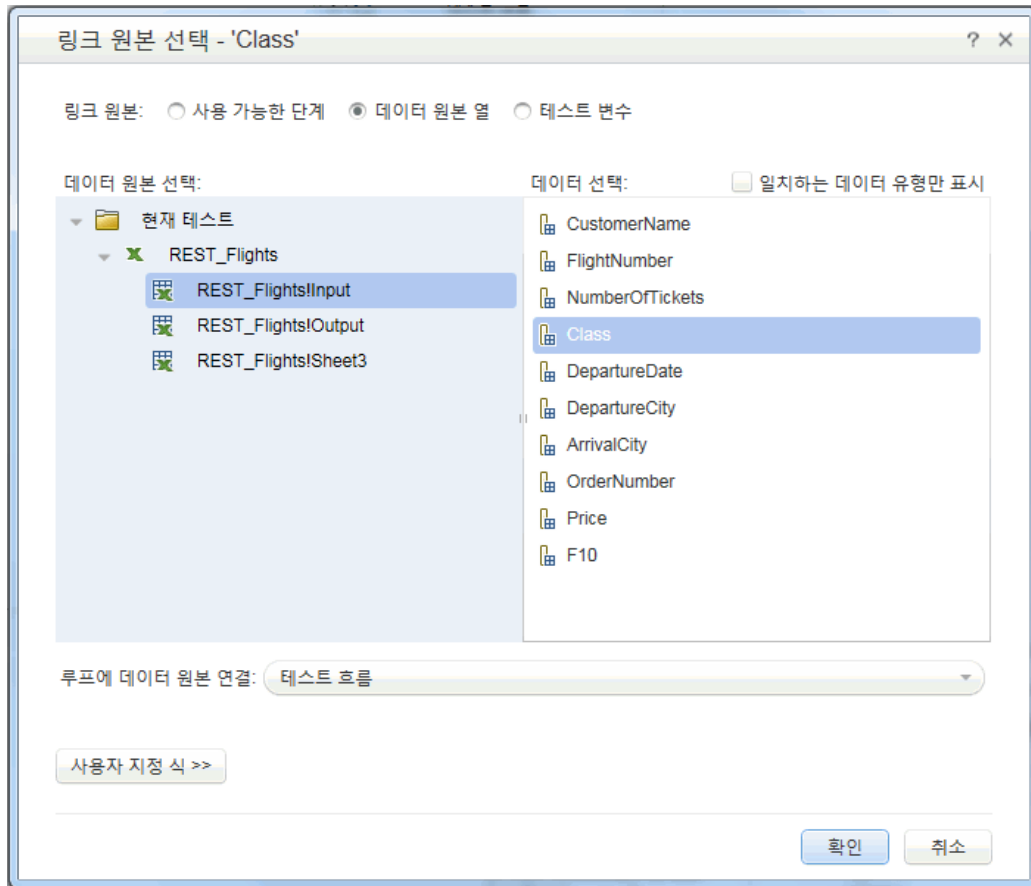 링크 원본 선택 - 'Class'
? ×
링크 원본: 사용 가능한 단계 데이터 원본 열 테스트 변수
데이터 원본 선택:
현재 테스트
REST_Flights
REST_Flights!Input
REST_Flights!Output
REST_Flights!Sheet3
데이터 선택: 일치하는 데이터 유형만 표시
CustomerName
FlightNumber
NumberOfTickets
Class
DepartureDate
DepartureCity
ArrivalCity
OrderNumber
Price
F10
루프에 데이터 원본 연결: 테스트 흐름
사용자 지정 식 >>
확인 취소